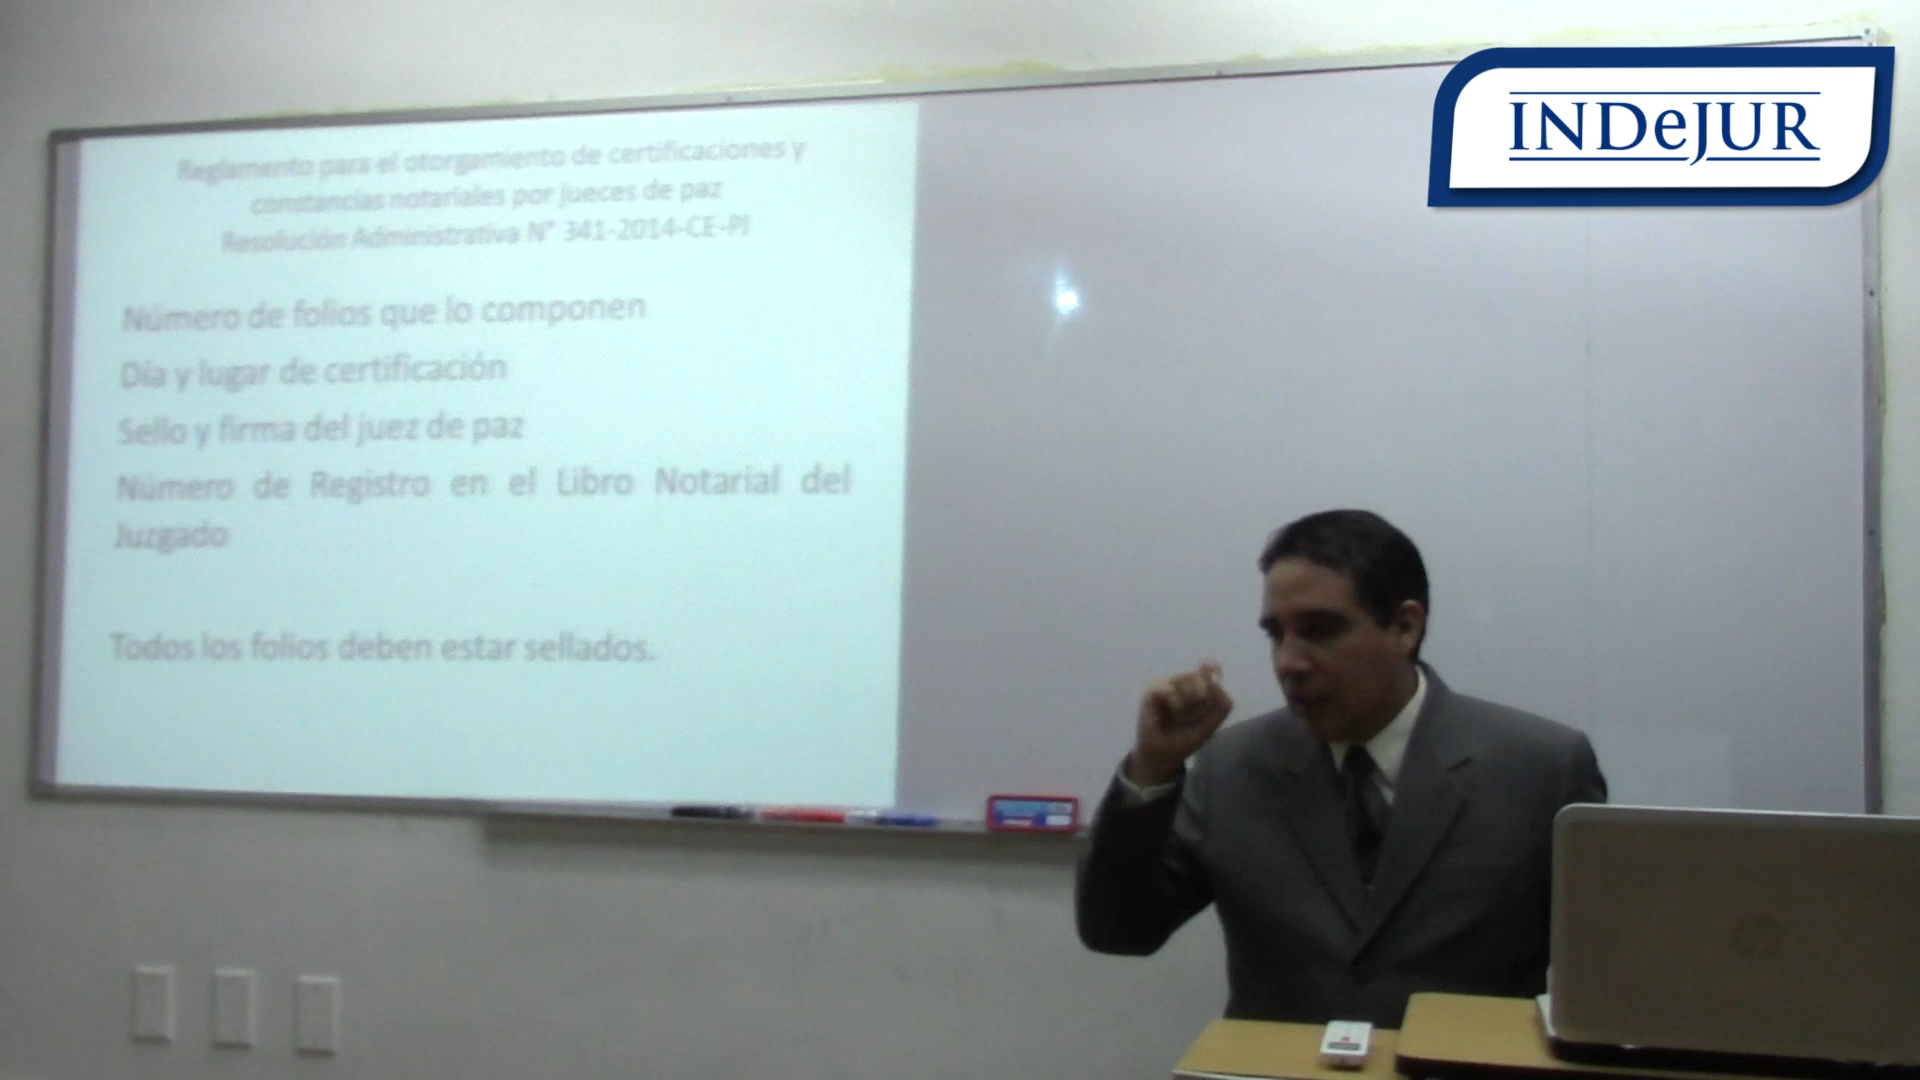 INDeJUR
Reglamento para el otorgamiento de certificaciones y
constancias notariales por jueces de paz
Resolución Administrativa N° 341-2014-CE-PJ
Número de folios que lo componen
Día y lugar de certificación
Sello y firma del juez de paz
Número de Registro en el Libro Notarial del
Juzgado
Todos los folios deben estar sellados.